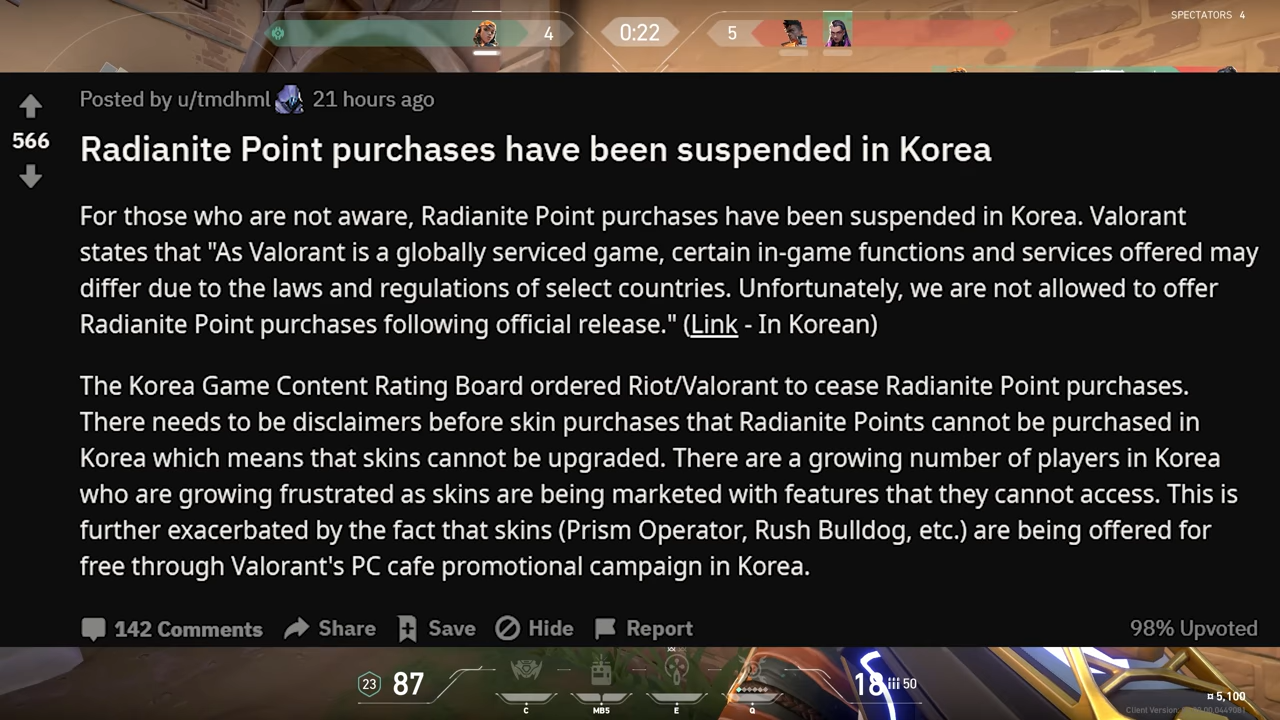 SPECTATORS 4
4
0:22
5
Posted by u/tmdhml 21 hours ago
566
Radianite Point purchases have been suspended in Korea
For those who are not aware, Radianite Point purchases have been suspended in Korea. Valorant
states that "As Valorant is a globally serviced game, certain in-game functions and services offered may
differ due to the laws and regulations of select countries. Unfortunately, we are not allowed to offer
Radianite Point purchases following official release." (Link - In Korean)
The Korea Game Content Rating Board ordered Riot/Valorant to cease Radianite Point purchases.
There needs to be disclaimers before skin purchases that Radianite Points cannot be purchased in
Korea which means that skins cannot be upgraded. There are a growing number of players in Korea
who are growing frustrated as skins are being marketed with features that they cannot access. This is
further exacerbated by the fact that skins (Prism Operator, Rush Bulldog, etc.) are being offered for
free through Valorant's PC cafe promotional campaign in Korea.
142 Comments Share Save Hide Report 98% Upvoted
23 87
18 50
C MB5 E Q
5,100
Client Version: